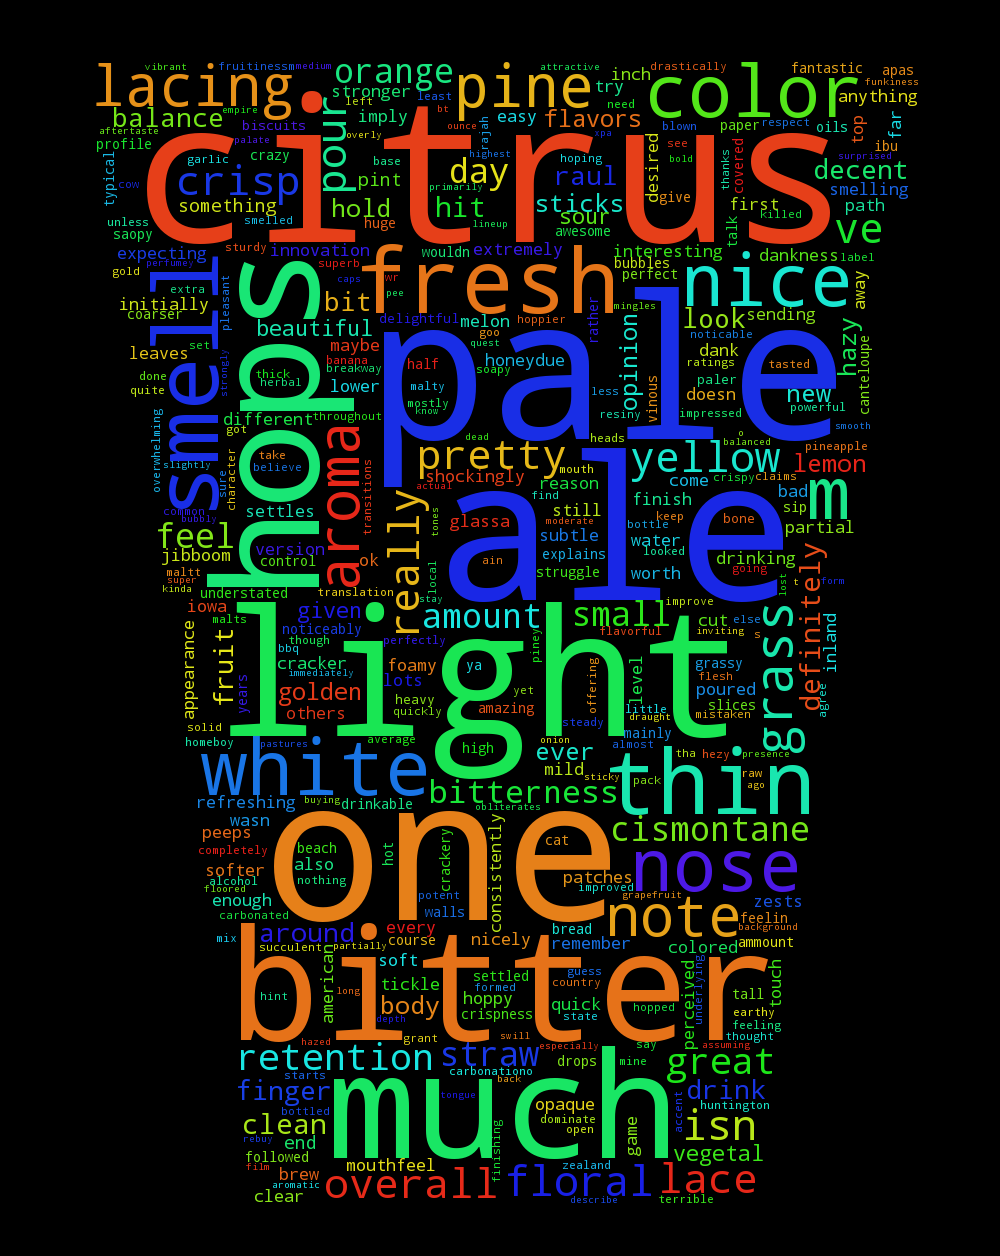 vibrant
fruitinessm
medium
orange
attractive
drastically
fantastic
apas
lacing
stronger
pine
inch
color
funkiness
empire
left
least
try
anything
balance
pour
imply
bt
easy
flavors
need
blown
paper
respect
oils
top
far
aftertaste
biscuits
overly
ounce
rajah
xpa
desired
see
covered
ibu
profile
palate
citrus
highest
hoping
bold
thanks
surprised
typical
garlic
crazy
base
day
raul
decent
cow
crisp
pint
primarily
give
smelling
something
hold
hit
sticks
first
path
unless
smelled
huge
lineup
sour
killed
saopy
awesome
talk
ve
expecting
sturdy
innovation
wouldn
extremely
interesting
dankness
label
perfumey
superb
fresh
bubbles
gold
smell
caps
wr
perfect
nice
away
extra
pleasant
hops
pee
initially
bit
rather
mingles
coarser
delightful
melon
hoppier
look
sending
set
beautiful
goo
opinion
noticable
hazy
leaves
maybe
quest
dank
canteloupe
banana
half
honeydue
ratings
tasted
done
strongly
thick
breakway
soapy
pale
paler
quite
herbal
lower
malty
less
vinous
doesn
new
mostly
powerful
different
throughout
know
resiny
impressed
overwhelming
got
aroma
dead
heads
o
balanced
smooth
take
pretty
mouth
yellow
pineapple
slightly
sure
character
believe
transitions
shockingly
reason
come
crispy
claims
lemon
actual
find
ale
bad
common
settles
really
still
finish
keep
bone
sip
m
bubbly
tones
glassa
moderate
bottle
partial
feel
version
subtle
water
jibboom
control
ok
ain
explains
looked
drinking
maltt
local
struggle
worth
going
lost
super
t
form
kinda
understated
translation
stay
improve
iowa
given
amount
small
cut
else
definitely
inland
malts
noticeably
perfectly
flavorful
inviting
s
grass
appearance
fruit
though
piney
bbq
cracker
foamy
ya
level
grassy
immediately
light
offering
flesh
years
golden
lots
heavy
yet
poured
agree
others
quickly
amazing
little
slices
solid
steady
draught
mistaken
homeboy
pastures
average
high
onion
mainly
almost
white
ever
tha
hezy
presence
mild
sticky
pack
thin
raw
refreshing
buying
drinkable
bitterness
ago
wasn
obliterates
peeps
one
consistently
cismontane
completely
beach
hot
crackery
cat
softer
also
patches
nose
alcohol
nothing
improved
floored
potent
grapefruit
enough
walls
zests
carbonated
note
feelin
every
bread
background
mix
around
course
nicely
remember
colored
ammount
succulent
partially
american
soft
settled
guess
perceived
underlying
touch
tickle
formed
country
hint
long
body
hoppy
quick
hopped
tall
crispness
state
earthy
depth
bitter
feeling
hazed
grant
swill
especially
say
thought
assuming
retention
straw
drops
mine
great
starts
carbonationo
finger
back
drink
tongue
accent
bottled
much
opaque
huntington
clean
dominate
game
isn
rebuy
open
end
finishing
followed
vegetal
film
mouthfeel
zealand
brew
aromatic
overall
floral
lace
clear
describe
terrible